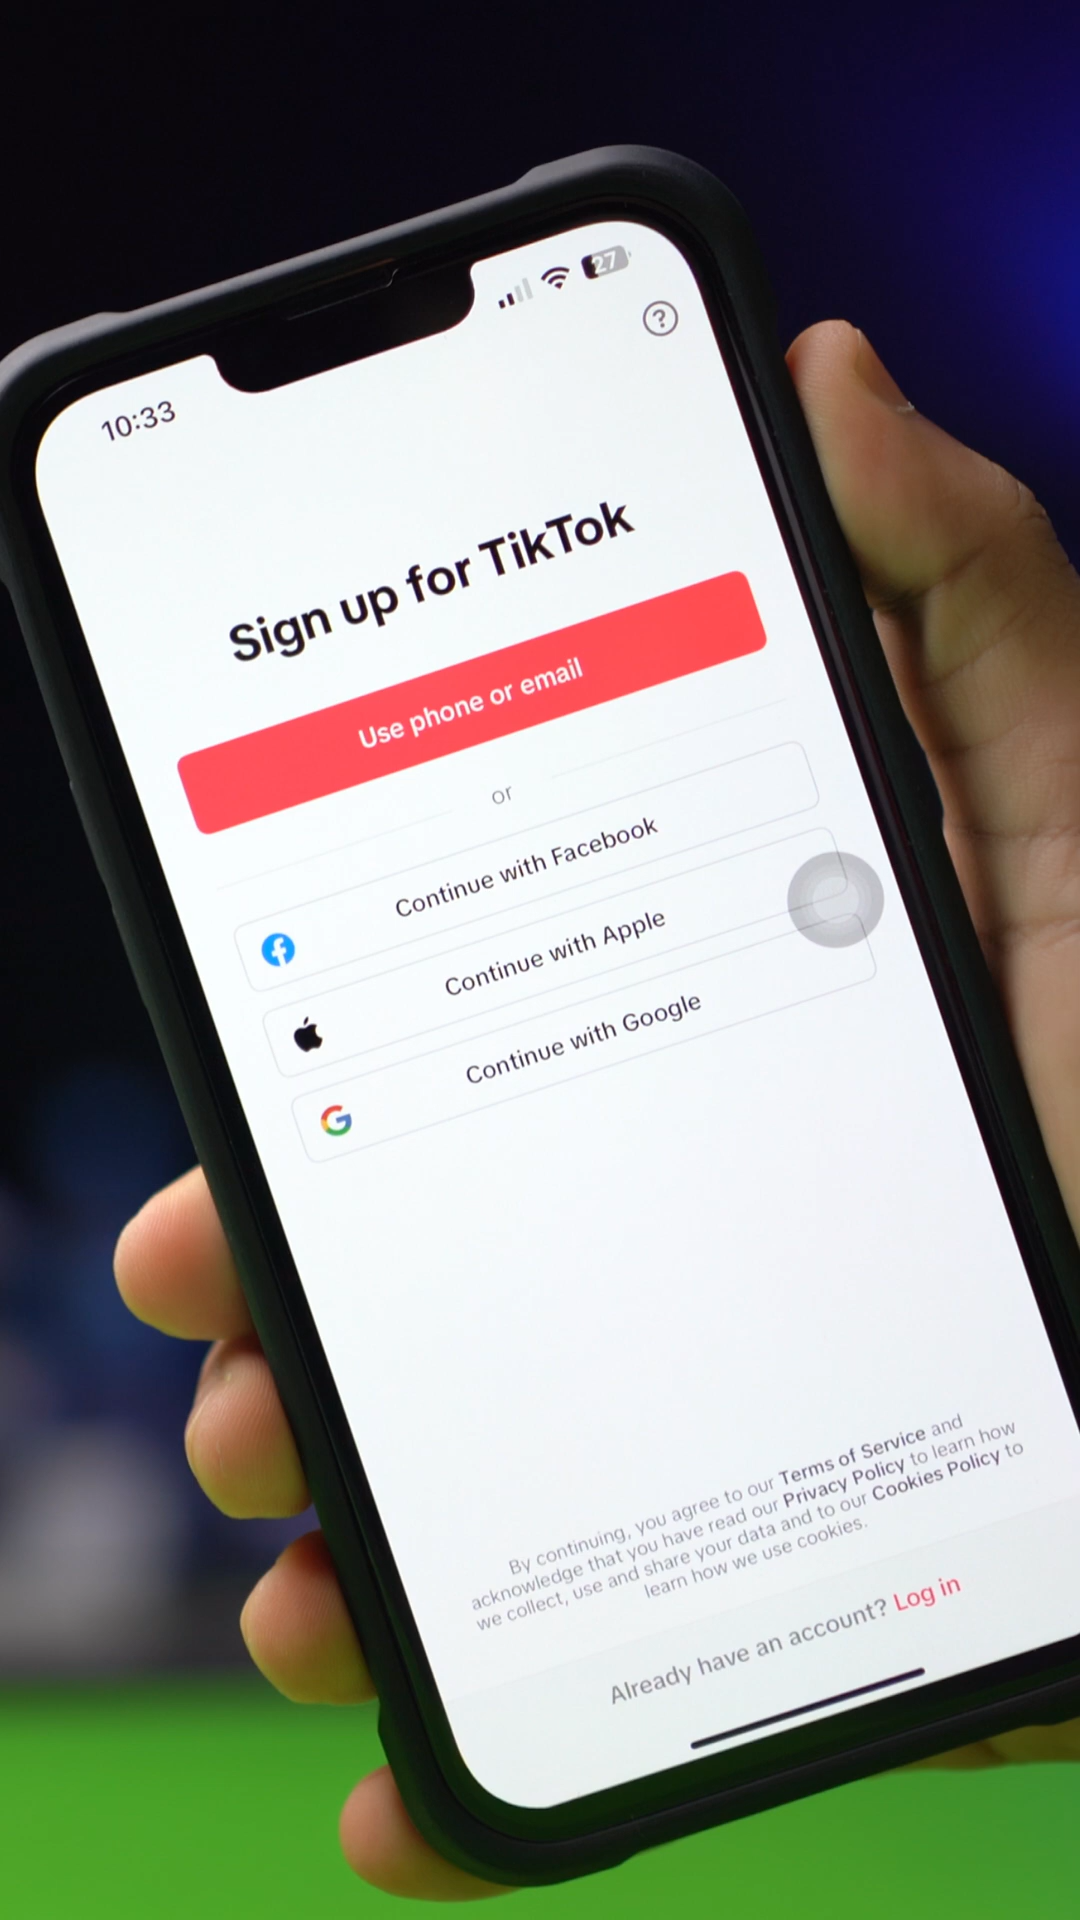 10:33
27
?
Sign up for TikTok
Use phone or email
or
Continue with Facebook
Continue with Apple
Continue with Google
By continuing, you agree to our Terms of Service and
acknowledge that you have read our Privacy Policy to learn how
we collect, use and share your data and to our Cookies Policy to
learn how we use cookies.
Already have an account? Log in